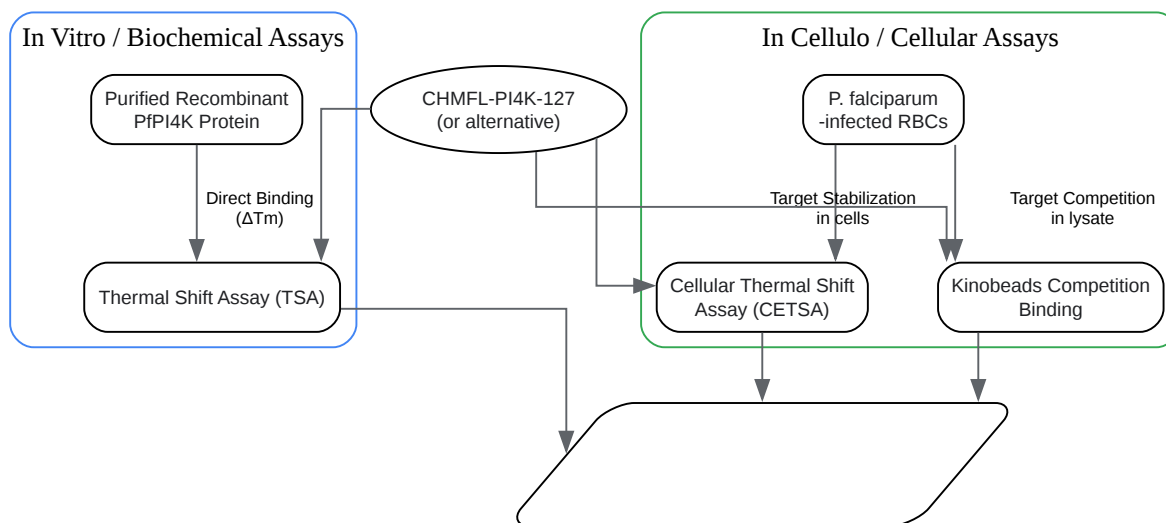 In Vitro / Biochemical Assays
In Cellulo / Cellular Assays
Purified Recombinant
PfPI4K Protein
CHMFL-PI4K-127
(or alternative)
P. falciparum
-infected RBCs
Direct Binding
(ΔTm)
Target Stabilization
in cells
Target Competition
in lysate
Thermal Shift Assay (TSA)
Cellular Thermal Shift
Assay (CETSA)
Kinobeads Competition
Binding